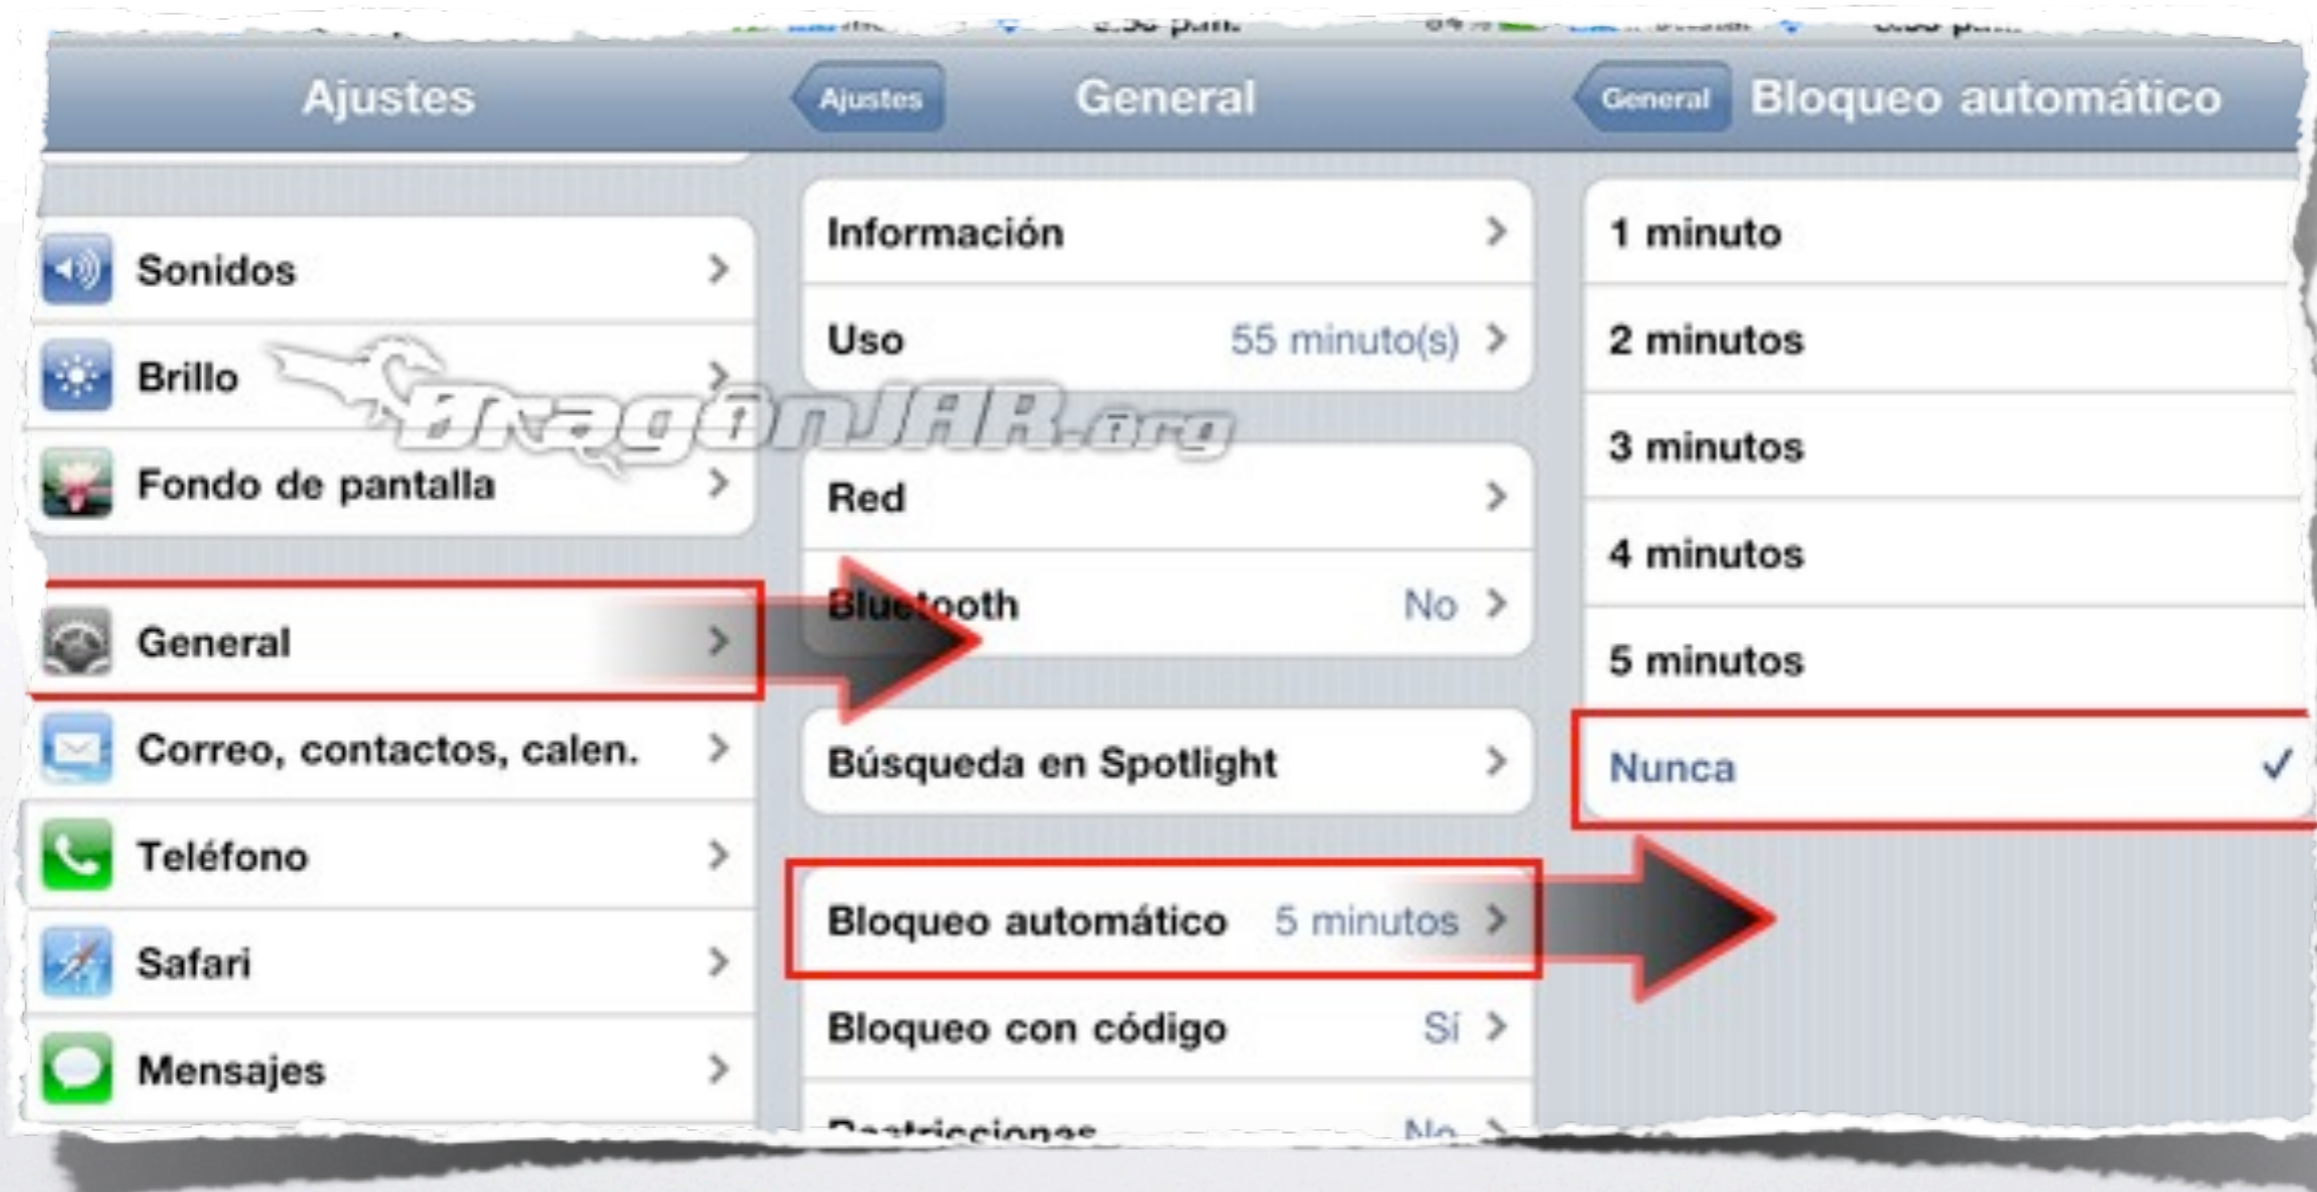 Ajustes
Sonidos
Brillo
Fondo de pantalla
General
Correo, contactos, calen.
Teléfono
Safari
Mensajes
DragonJAR.org
Ajustes
General
Información
Uso 55 minuto(s)
Red
Bluetooth No
Búsqueda en Spotlight
Bloqueo automático 5 minutos
Bloqueo con código Sí
Restricciones No
General
Bloqueo automático
1 minuto
2 minutos
3 minutos
4 minutos
5 minutos
Nunca